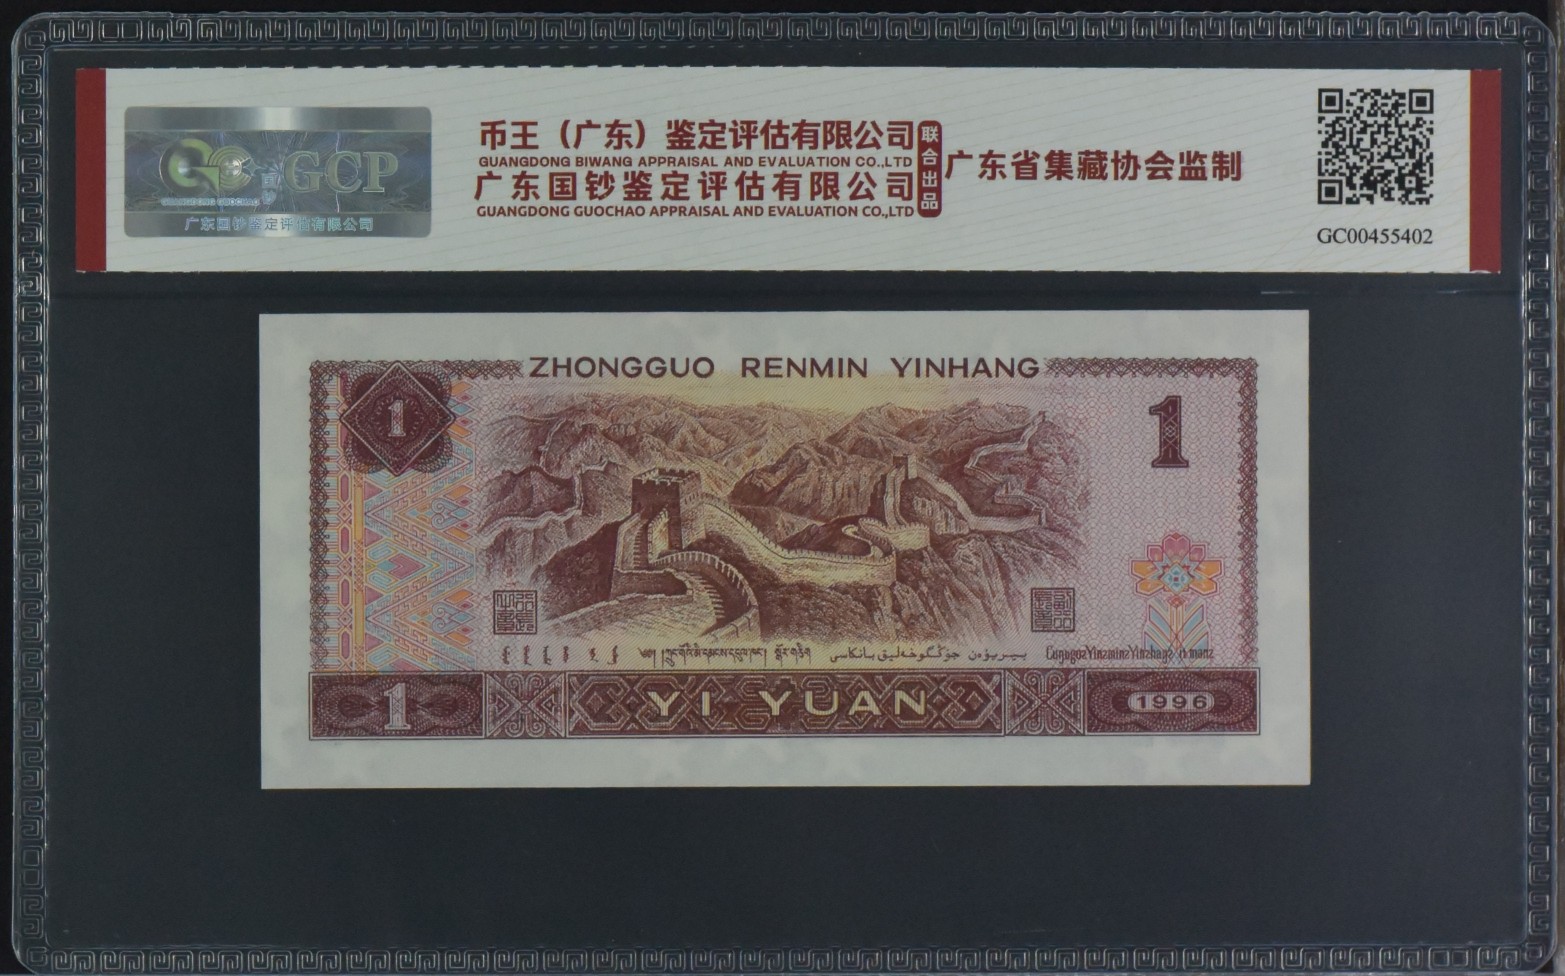 GCP
广东国钞鉴定评估有限公司
币王（广东）鉴定评估有限公司
GUANGDONG BIWANG APPRAISAL AND EVALUATION CO.,LTD
广东国钞鉴定评估有限公司
GUANGDONG GUOCHAO APPRAISAL AND EVALUATION CO.,LTD
联合出品
广东省集藏协会监制
GC00455402
ZHONGGUO RENMIN YINHANG
1
1
1
YI YUAN
1996